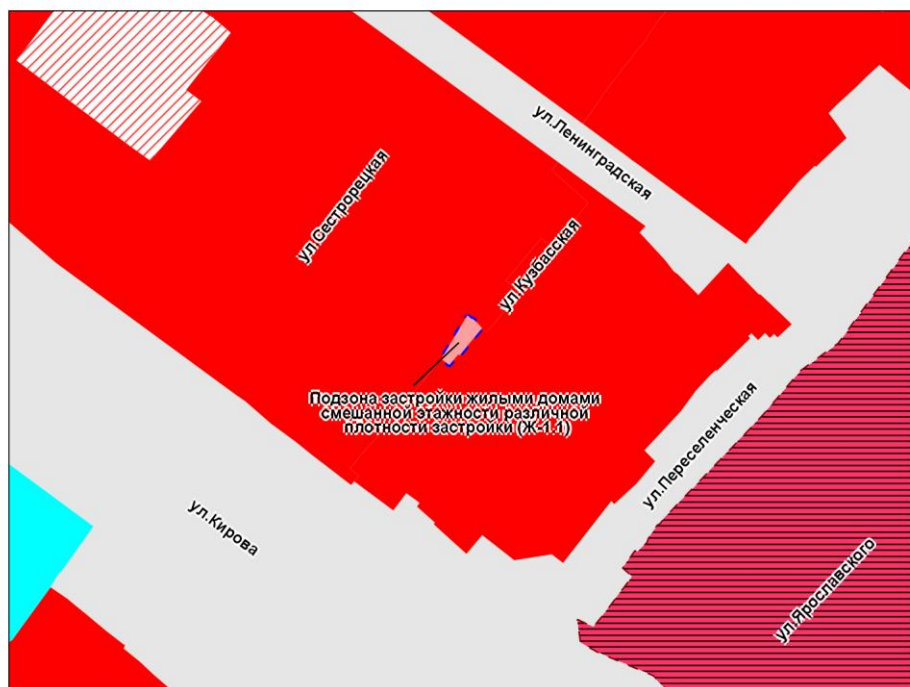 ул.Ленинградская
ул.Сестрорецкая
ул.Кузбасская
Подзона застройки жилыми домами
смешанной этажности различной
плотности застройки (Ж-1.1)
ул.Переселенческая
ул.Кирова
ул.Ярославского